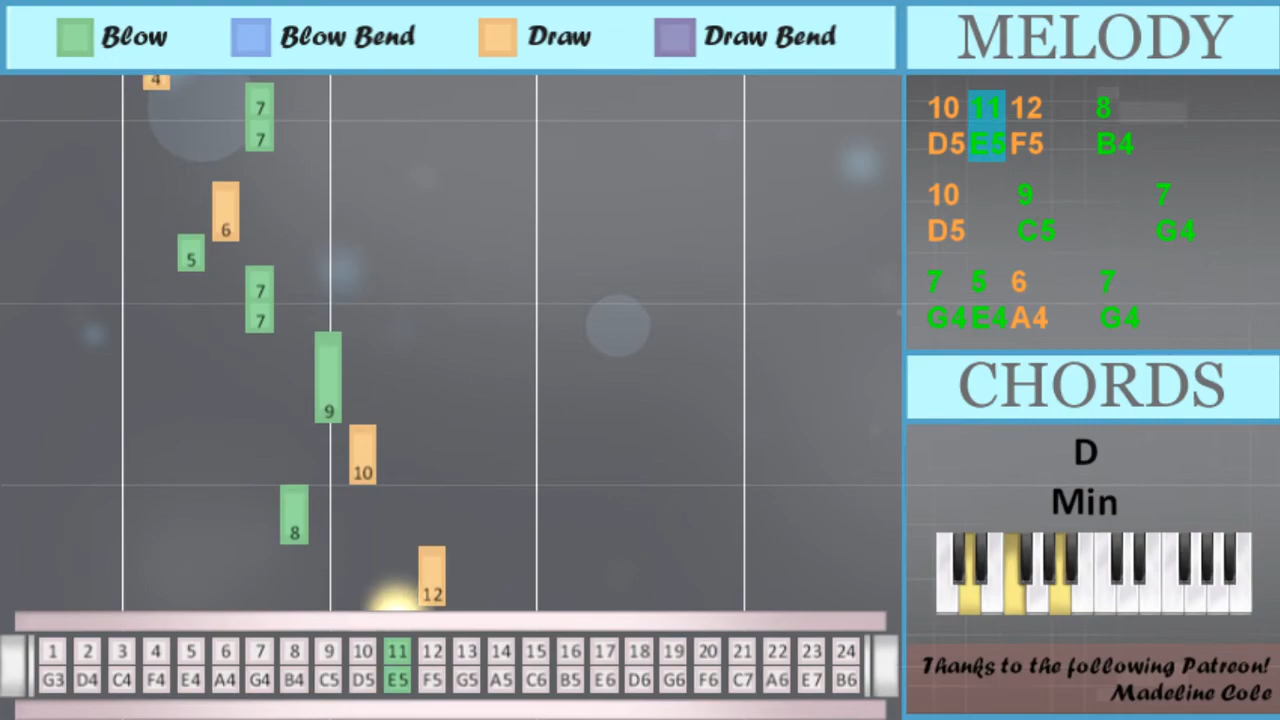 Blow Blow Bend Draw Draw Bend
MELODY
10 11 12 8
D5 E5 F5 B4
10 9 7
D5 C5 G4
7 5 6 7
G4 E4 A4 G4
CHORDS
D
Min
Thanks to the following Patreon!
Madeline Cole
4
7
7
6
5
7
7
9
10
8
12
1 2 3 4 5 6 7 8 9 10 11 12 13 14 15 16 17 18 19 20 21 22 23 24
G3 D4 C4 F4 E4 A4 G4 B4 C5 D5 E5 F5 G5 A5 C6 B5 E6 D6 G6 F6 C7 A6 E7 B6